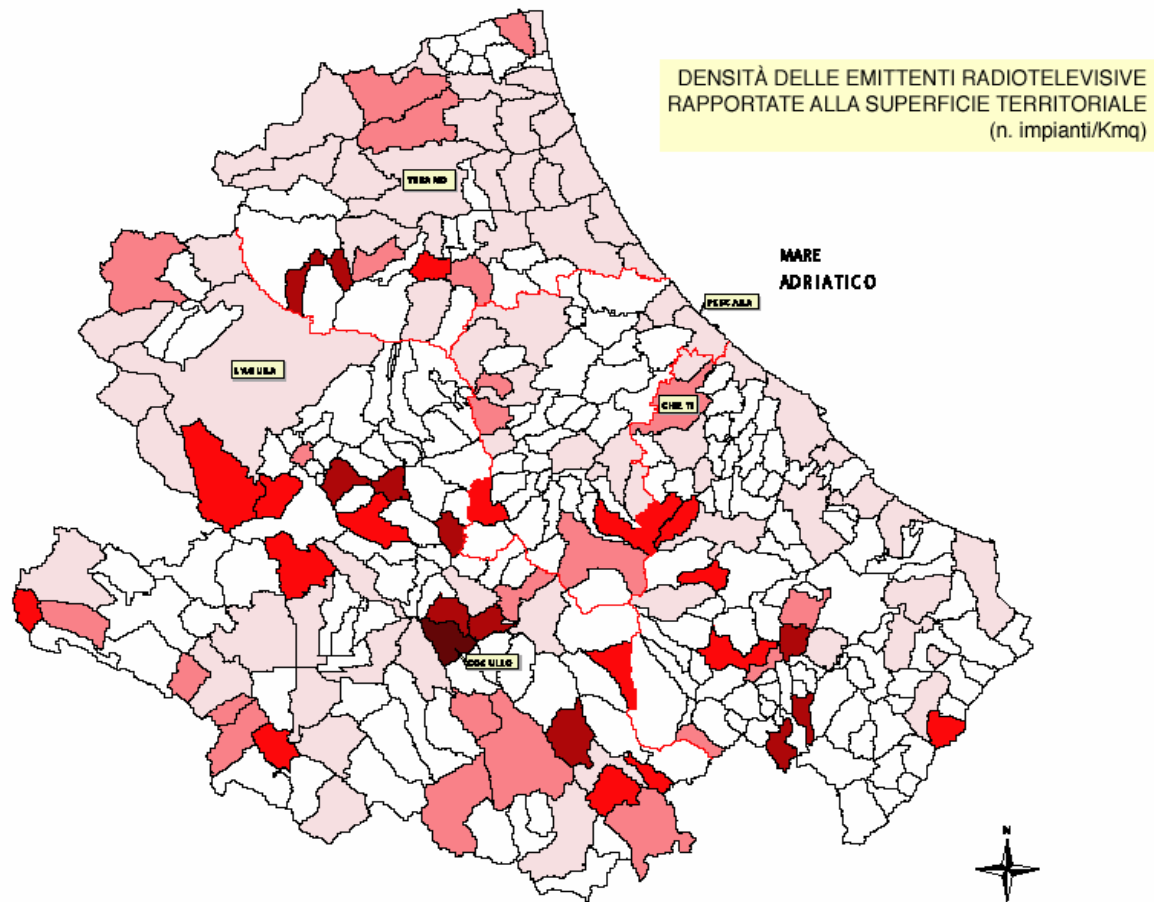 DENSITÀ DELLE EMITTENTI RADIOTELEVISIVE
RAPPORTATE ALLA SUPERFICIE TERRITORIALE
(n. impianti/Kmq)
TERAMO
MARE
ADRIATICO
PESCARA
L'AQUILA
CHIETI
COCULLO
N